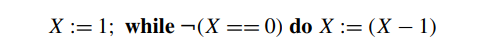 X := 1; while ¬(X == 0) do X := (X − 1)